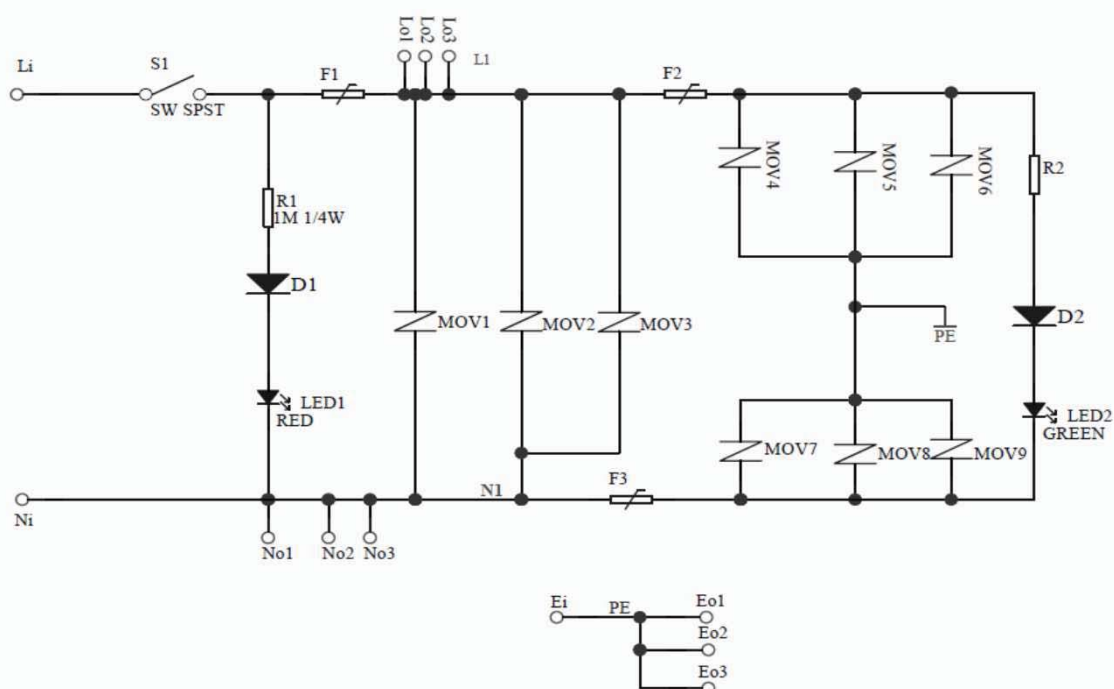 Lo1
Lo2
Lo3
L1
Li
S1
SW SPST
F1
F2
R1
1M 1/4W
MOV4
MOV5
MOV6
R2
D1
MOV1
MOV2
MOV3
PE
D2
LED1
RED
LED2
GREEN
MOV7
MOV8
MOV9
Ni
N1
F3
No1
No2
No3
Ei
PE
Eo1
Eo2
Eo3